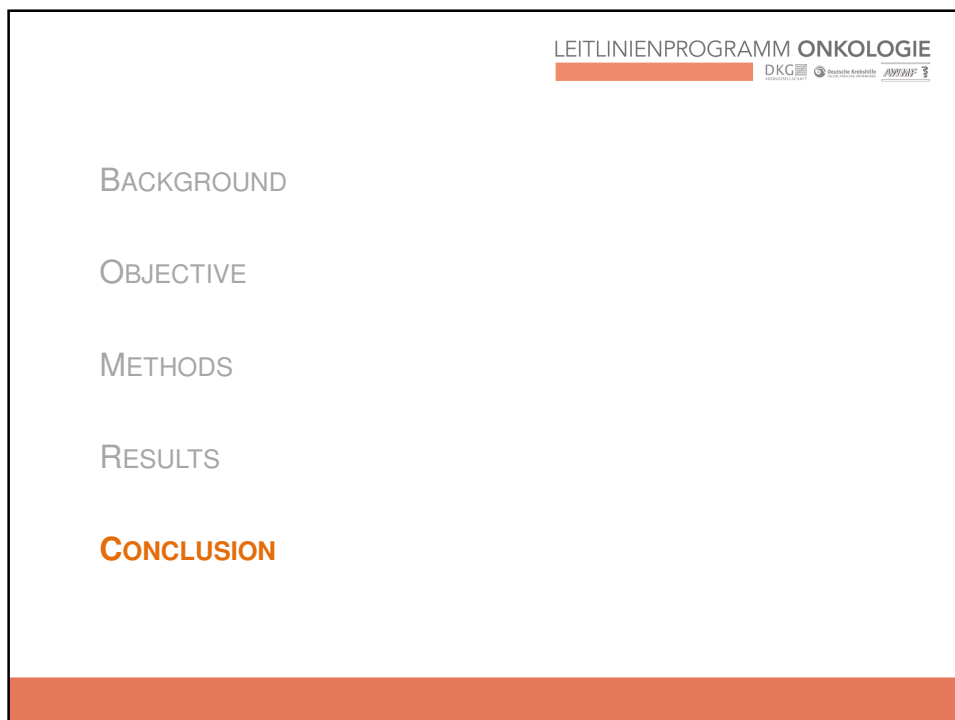 LEITLINIENPROGRAMM ONKOLOGIE
DKG Deutsche Krebshilfe AWMF
BACKGROUND
OBJECTIVE
METHODS
RESULTS
CONCLUSION